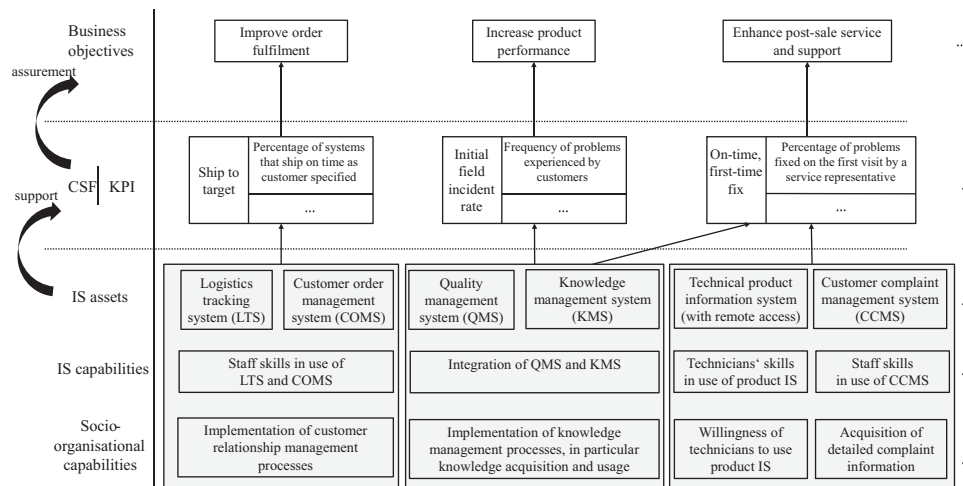 Business
objectives
Improve order
fulfilment
Increase product
performance
Enhance post-sale service
and support
...
assurement
CSF
KPI
support
Ship to
target
Percentage of systems
that ship on time as
customer specified
...
Initial
field
incident
rate
Frequency of problems
experienced by
customers
...
On-time,
first-time
fix
Percentage of problems
fixed on the first visit by a
service representative
...
IS assets
Logistics
tracking
system (LTS)
Customer order
management
system (COMS)
Quality
management
system (QMS)
Knowledge
management system
(KMS)
Technical product
information system
(with remote access)
Customer complaint
management system
(CCMS)
IS capabilities
Staff skills in use of
LTS and COMS
Integration of QMS and KMS
Technicians‘ skills
in use of product IS
Staff skills
in use of CCMS
Socio-
organisational
capabilities
Implementation of customer
relationship management
processes
Implementation of knowledge
management processes, in particular
knowledge acquisition and usage
Willingness of
technicians to use
product IS
Acquisition of
detailed complaint
information